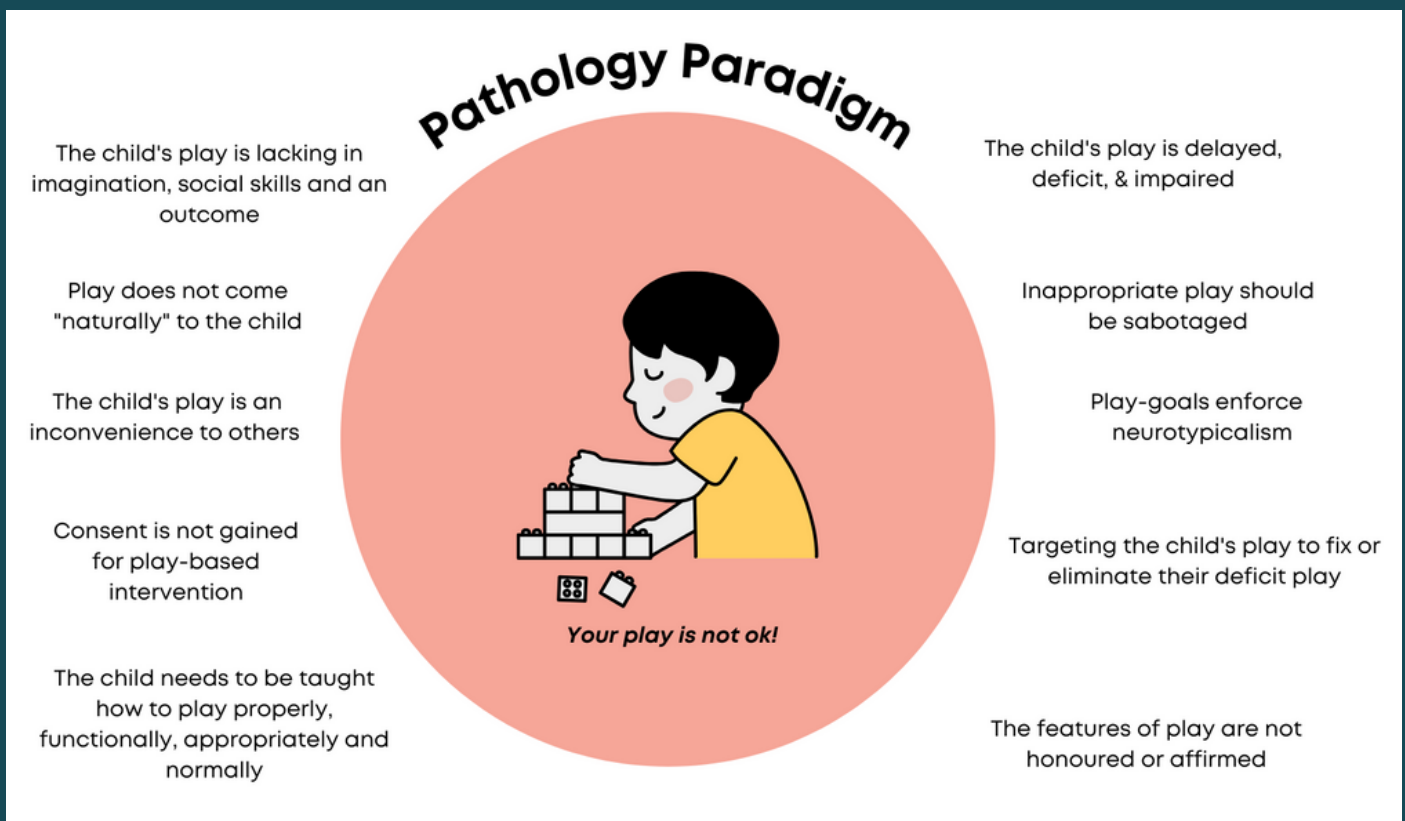 Pathology Paradigm
The child's play is lacking in
imagination, social skills and an
outcome
Play does not come
"naturally" to the child
The child's play is an
inconvenience to others
Consent is not gained
for play-based
intervention
The child needs to be taught
how to play properly,
functionally, appropriately and
normally
The child's play is delayed,
deficit, & impaired
Inappropriate play should
be sabotaged
Play-goals enforce
neurotypicalism
Targeting the child's play to fix or
eliminate their deficit play
The features of play are not
honoured or affirmed
Your play is not ok!